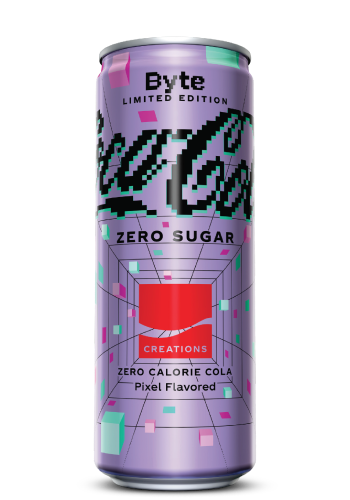 Byte
LIMITED EDITION
Coca-Cola
ZERO SUGAR
CREATIONS
ZERO CALORIE COLA
Pixel Flavored